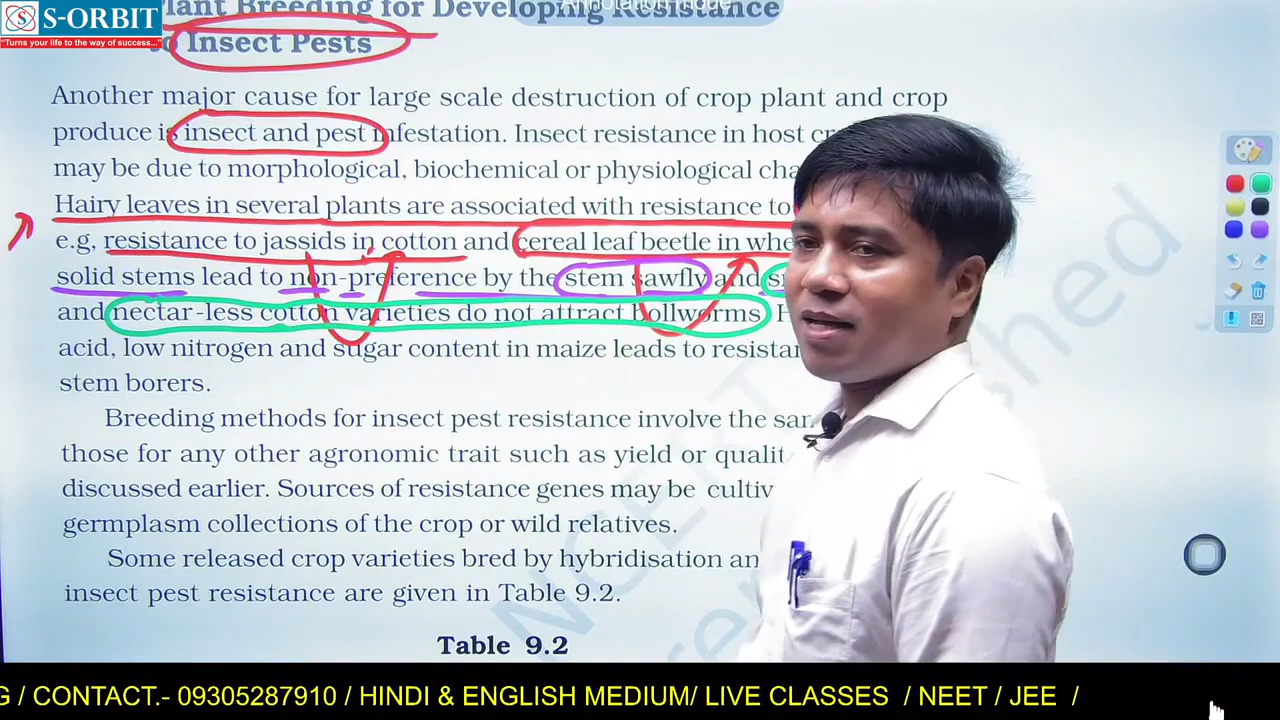 S-ORBIT
"Turns your life to the way of success..."
Plant Breeding for Developing Resistance
to Insect Pests
Another major cause for large scale destruction of crop plant and crop
produce is insect and pest infestation. Insect resistance in host
may be due to morphological, biochemical or physiological
Hairy leaves in several plants are associated with resistance to
e.g, resistance to jassids in cotton and cereal leaf beetle in
solid stems lead to non-preference by the stem sawfly and
and nectar-less cotton varieties do not attract bollworms.
acid, low nitrogen and sugar content in maize leads to
stem borers.
Breeding methods for insect pest resistance involve the
those for any other agronomic trait such as yield or
discussed earlier. Sources of resistance genes may be
germplasm collections of the crop or wild relatives.
Some released crop varieties bred by hybridisation
insect pest resistance are given in Table 9.2.
Table 9.2
/ CONTACT.- 09305287910 / HINDI & ENGLISH MEDIUM/ LIVE CLASSES / NEET / JEE /